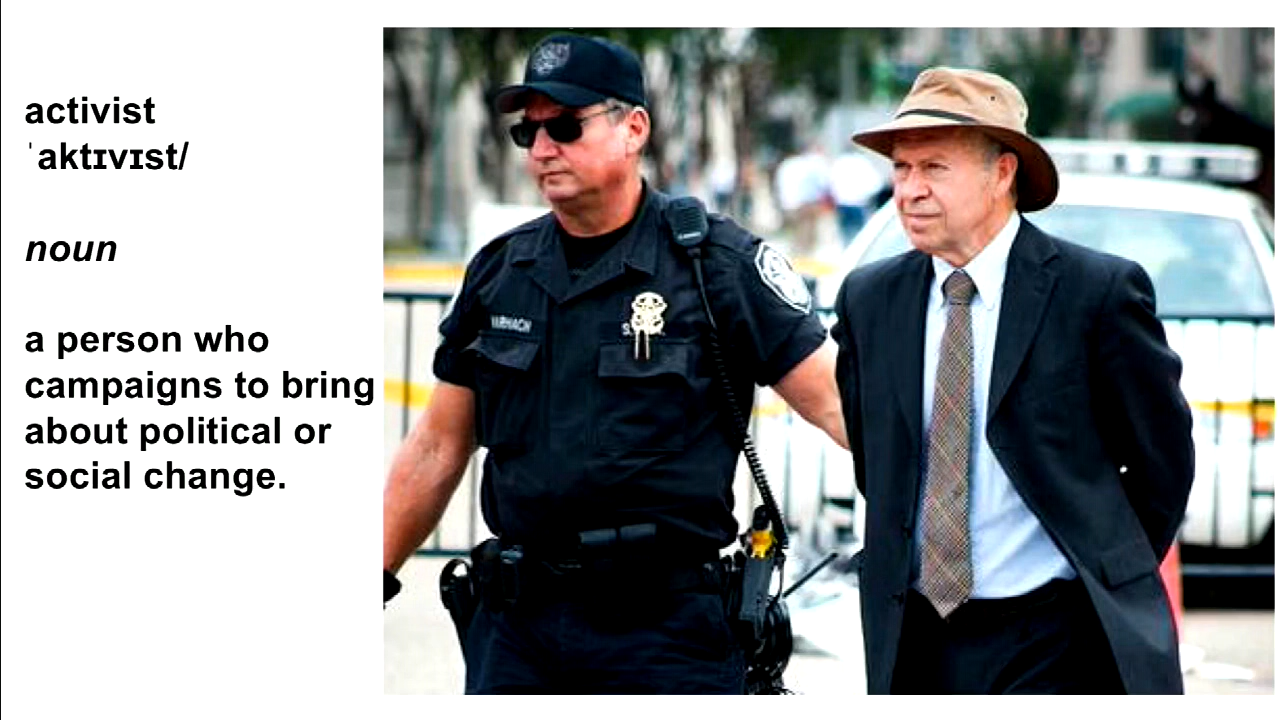 activist
ˈaktɪvɪst/
noun
a person who
campaigns to bring
about political or
social change.